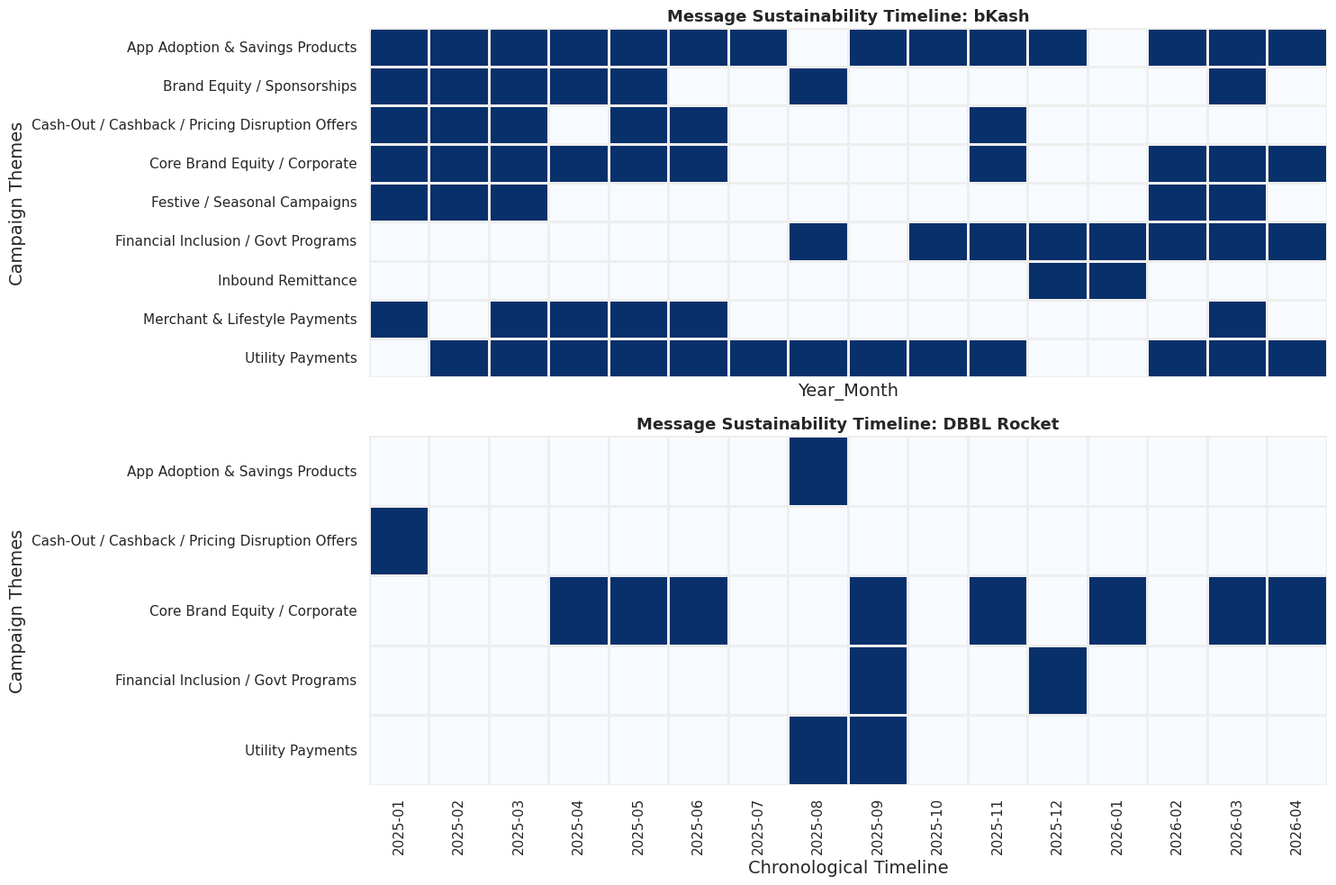 Message Sustainability Timeline: bKash
Campaign Themes
App Adoption & Savings Products
Brand Equity / Sponsorships
Cash-Out / Cashback / Pricing Disruption Offers
Core Brand Equity / Corporate
Festive / Seasonal Campaigns
Financial Inclusion / Govt Programs
Inbound Remittance
Merchant & Lifestyle Payments
Utility Payments
Year_Month
Message Sustainability Timeline: DBBL Rocket
Campaign Themes
App Adoption & Savings Products
Cash-Out / Cashback / Pricing Disruption Offers
Core Brand Equity / Corporate
Financial Inclusion / Govt Programs
Utility Payments
2025-01
2025-02
2025-03
2025-04
2025-05
2025-06
2025-07
2025-08
2025-09
2025-10
2025-11
2025-12
2026-01
2026-02
2026-03
2026-04
Chronological Timeline